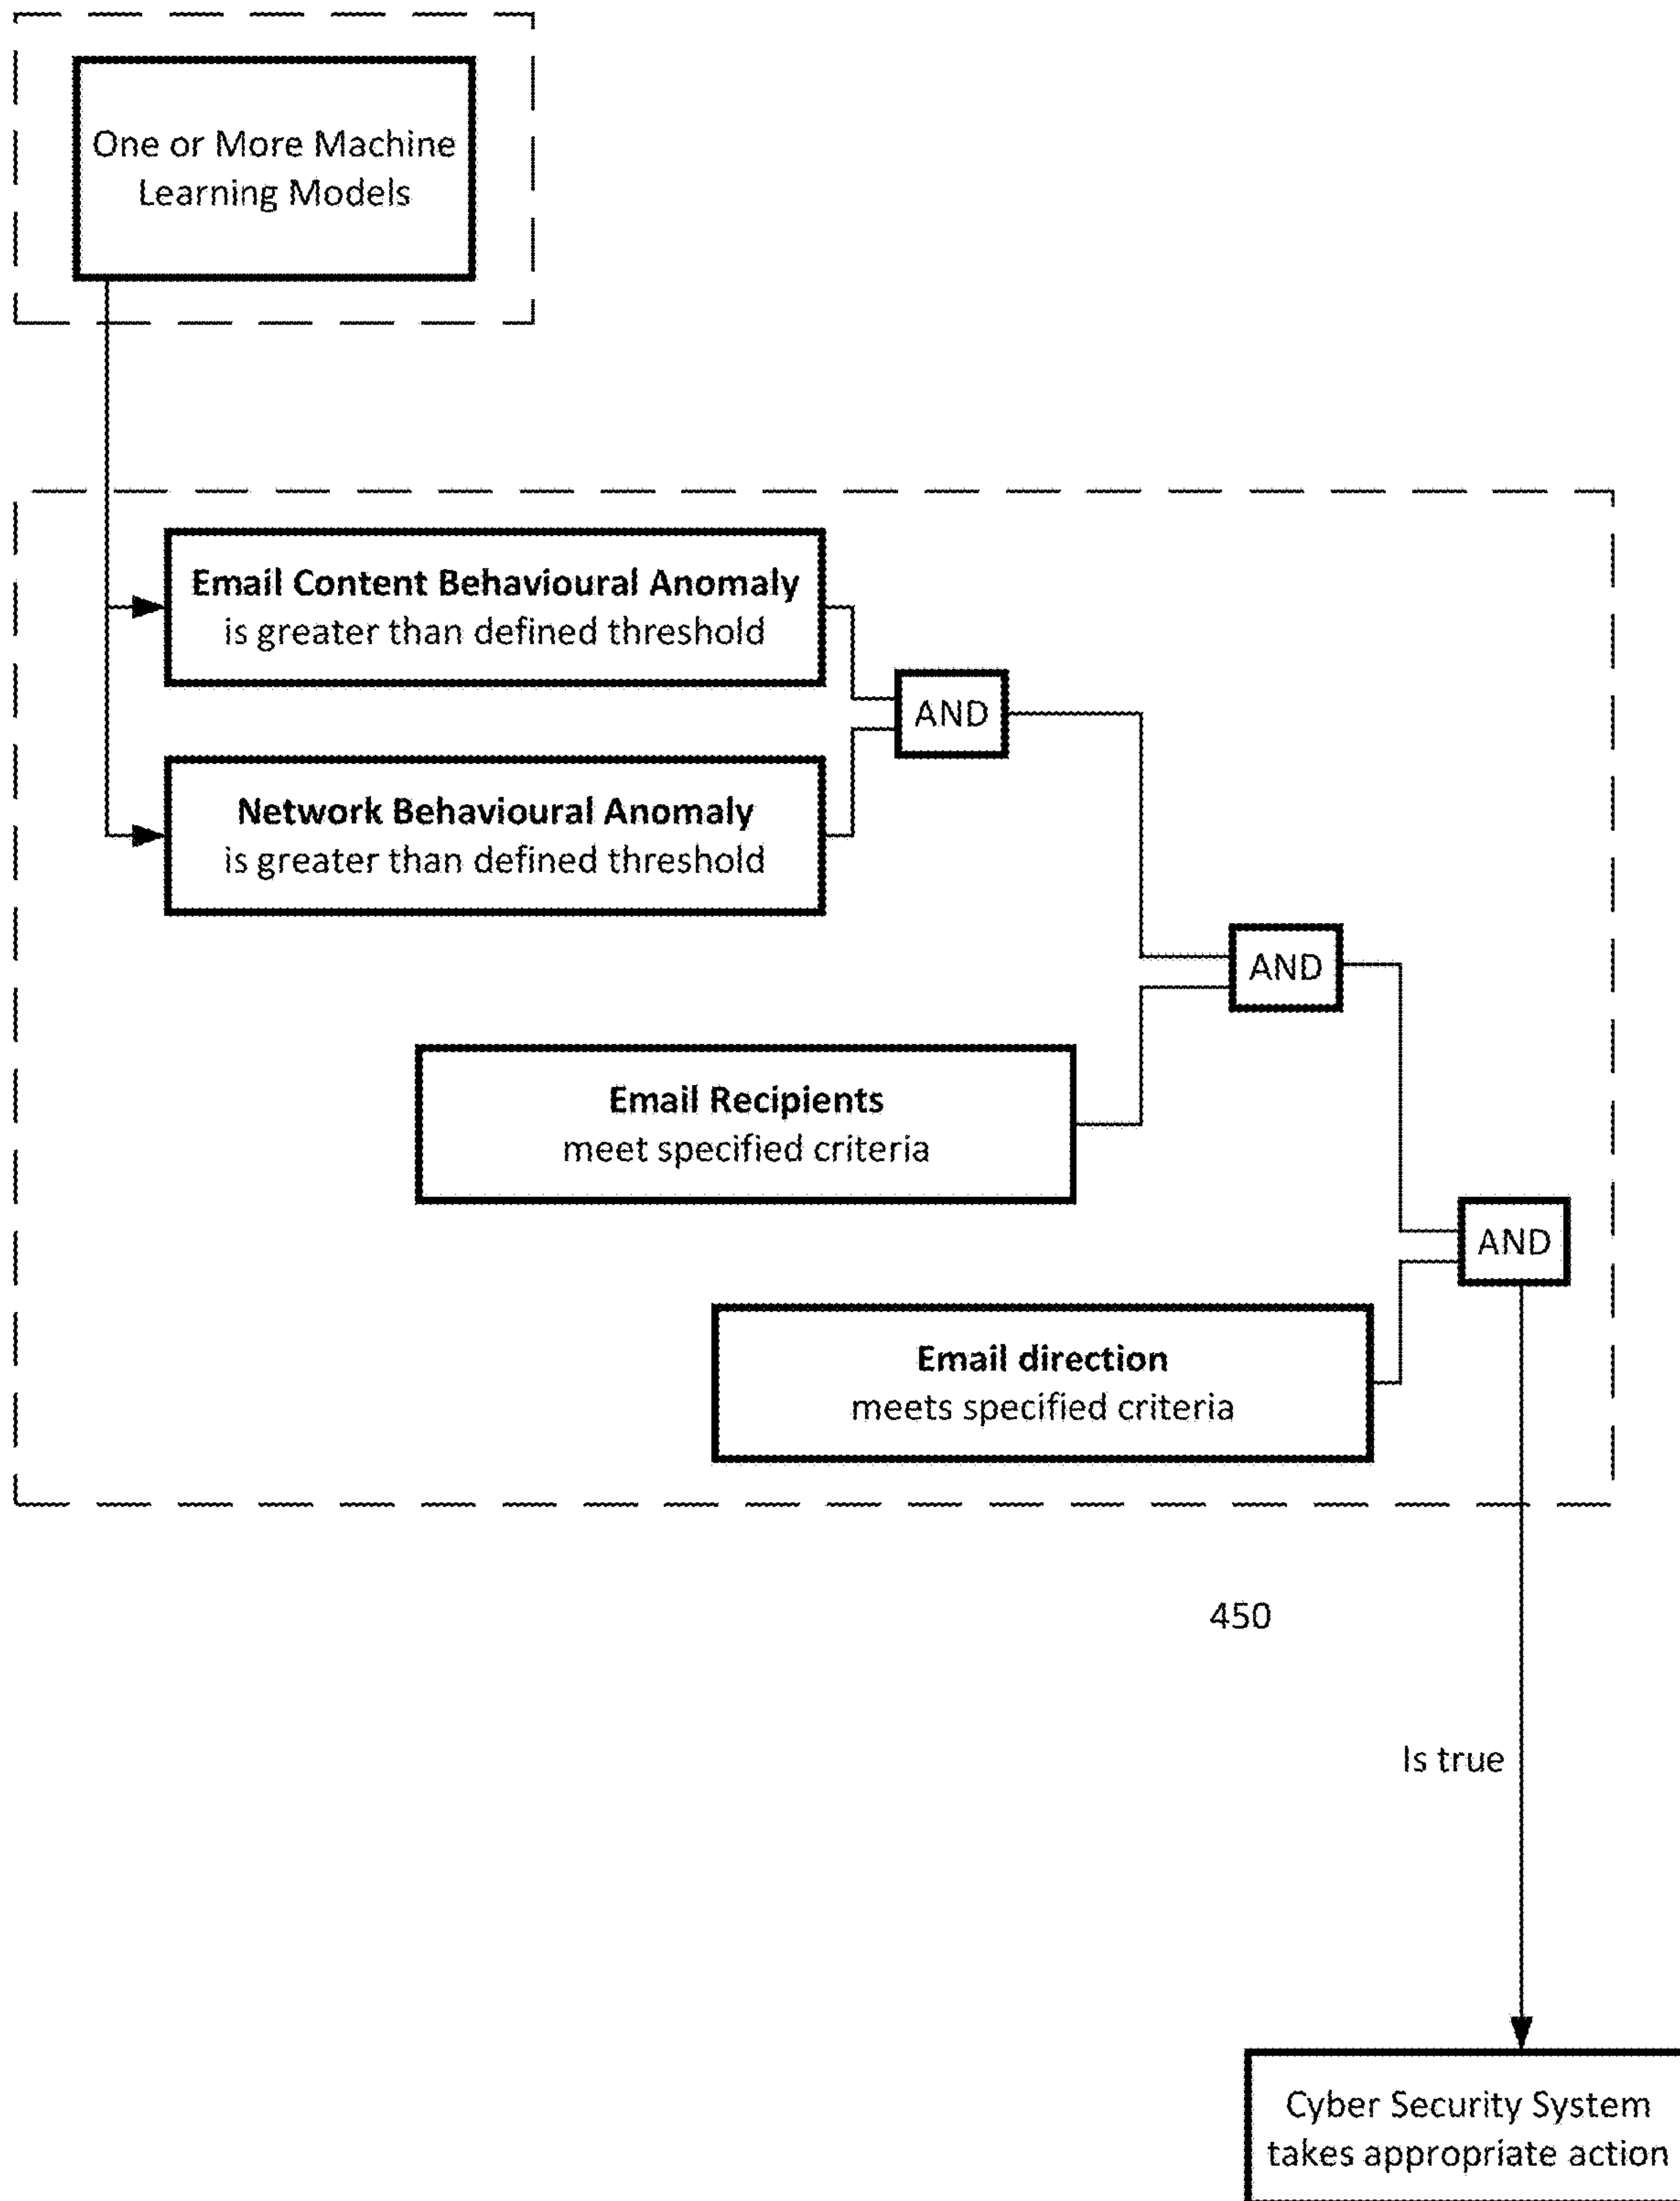 One or More Machine
Learning Models
Email Content Behavioural Anomaly
is greater than defined threshold
AND
Network Behavioural Anomaly
is greater than defined threshold
AND
Email Recipients
meet specified criteria
AND
Email direction
meets specified criteria
450
Is true
Cyber Security System
takes appropriate action